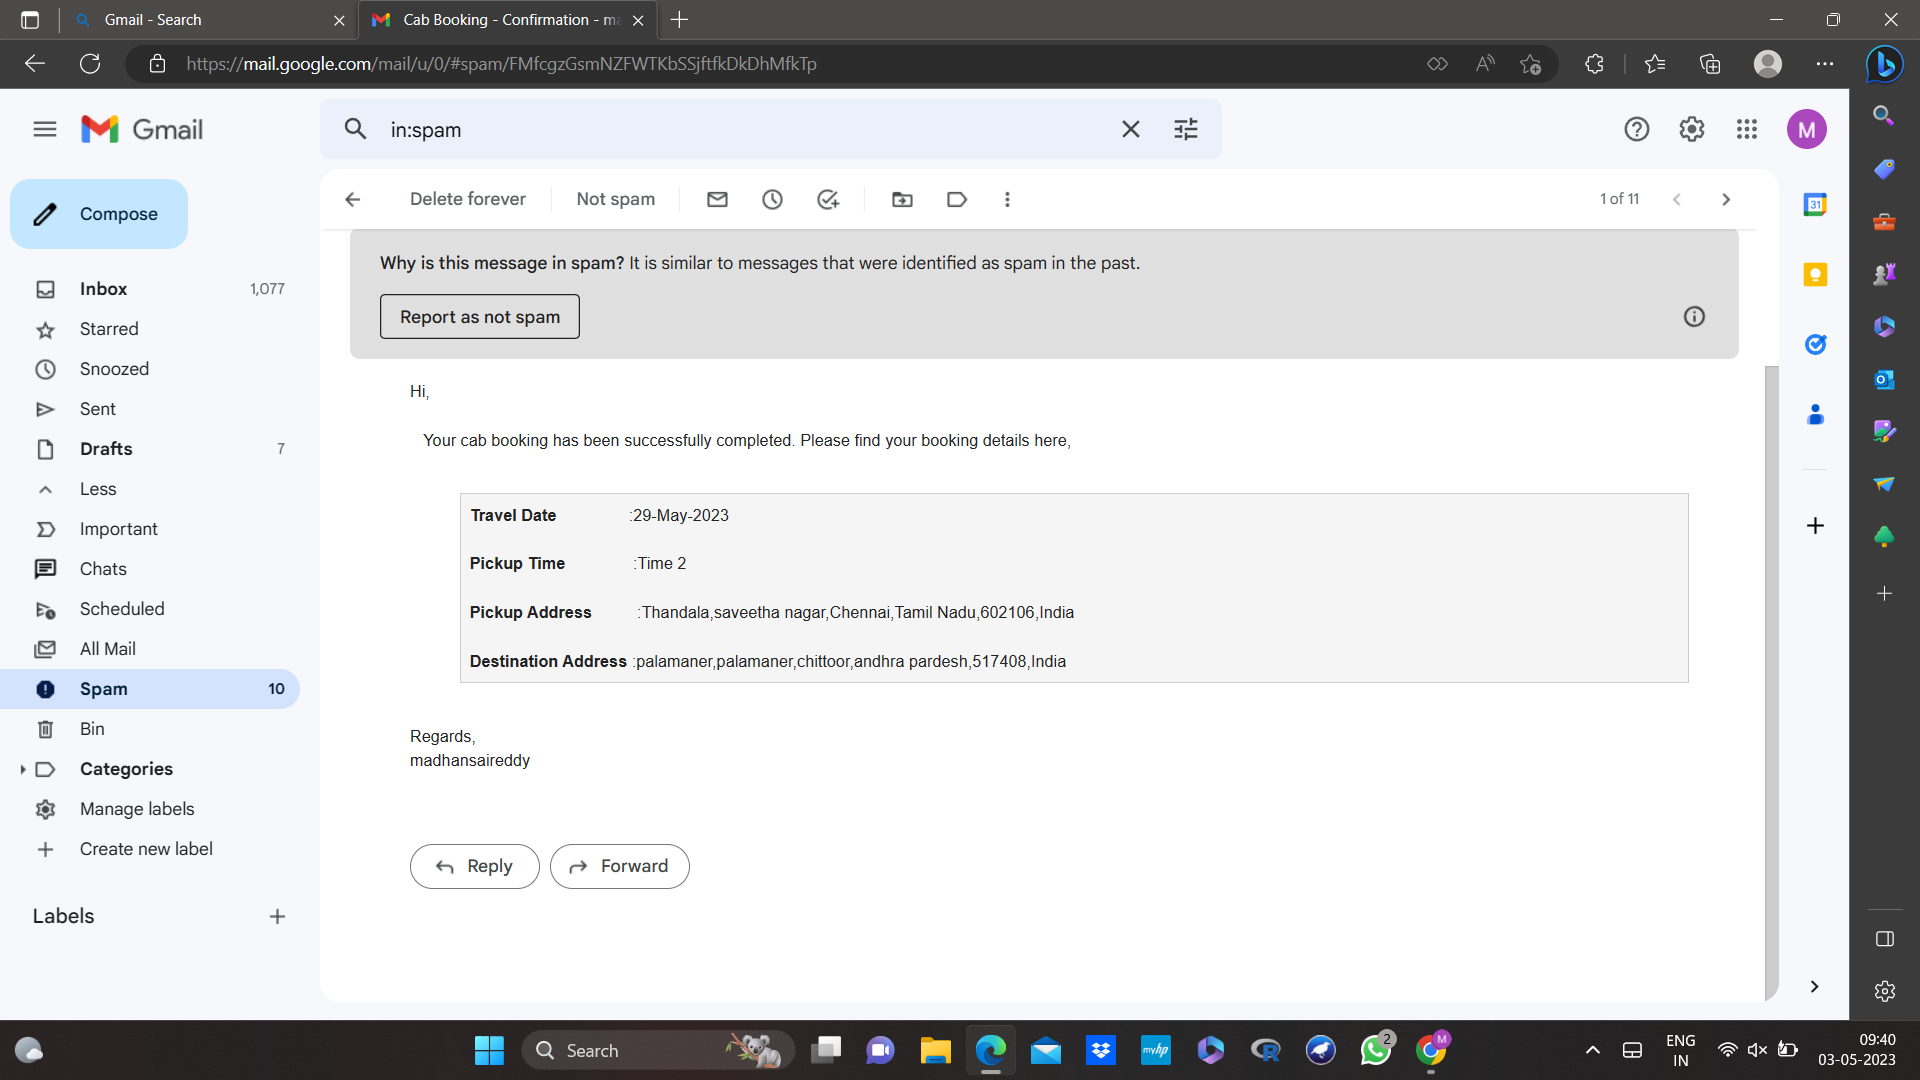 Gmail - Search
Cab Booking - Confirmation - ma
https://mail.google.com/mail/u/0/#spam/FMfcgzGsmNZFWTKbSSjftfkDkDhMfkTp
Gmail
in:spam
M
Compose
Delete forever
Not spam
1 of 11
Why is this message in spam? It is similar to messages that were identified as spam in the past.
Report as not spam
Inbox 1,077
Starred
Snoozed
Sent
Drafts 7
Less
Important
Chats
Scheduled
All Mail
Spam 10
Bin
Categories
Manage labels
Create new label
Labels
Hi,
Your cab booking has been successfully completed. Please find your booking details here,
Travel Date :29-May-2023
Pickup Time :Time 2
Pickup Address :Thandala,saveetha nagar,Chennai,Tamil Nadu,602106,India
Destination Address :palamaner,palamaner,chittoor,andhra pardesh,517408,India
Regards,
madhansaireddy
Reply
Forward
31
Search
myhp
2
M
ENG
IN
09:40
03-05-2023